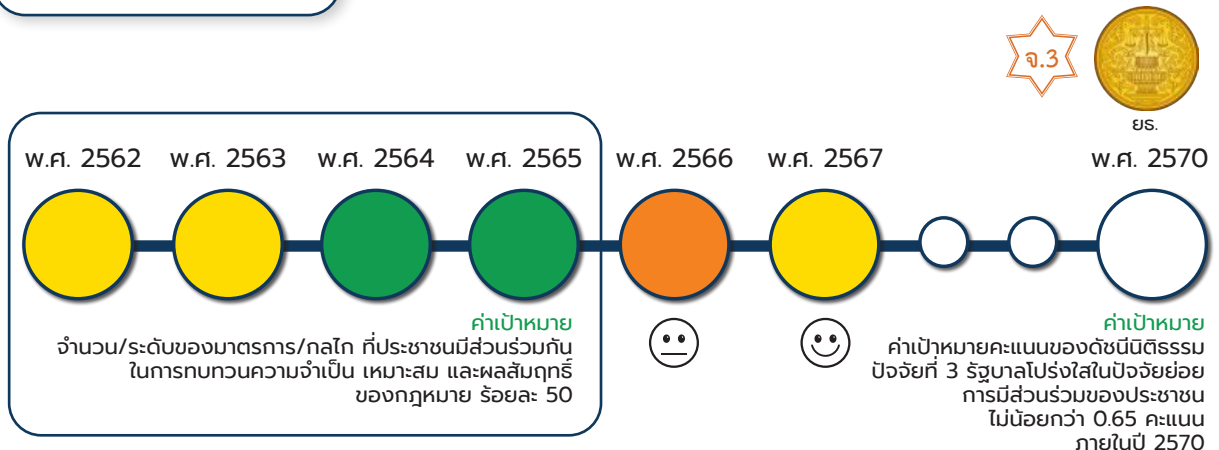 จ.3
ยธ.
พ.ศ. 2562 พ.ศ. 2563 พ.ศ. 2564 พ.ศ. 2565 พ.ศ. 2566 พ.ศ. 2567 พ.ศ. 2570
ค่าเป้าหมาย
จำนวน/ระดับของมาตรการ/กลไก ที่ประชาชนมีส่วนร่วมกัน
ในการทบทวนความจำเป็น เหมาะสม และผลสัมฤทธิ์
ของกฎหมาย ร้อยละ 50
ค่าเป้าหมาย
ค่าเป้าหมายคะแนนของดัชนีนิติธรรม
ปัจจัยที่ 3 รัฐบาลโปร่งใสในปัจจัยย่อย
การมีส่วนร่วมของประชาชน
ไม่น้อยกว่า 0.65 คะแนน
ภายในปี 2570